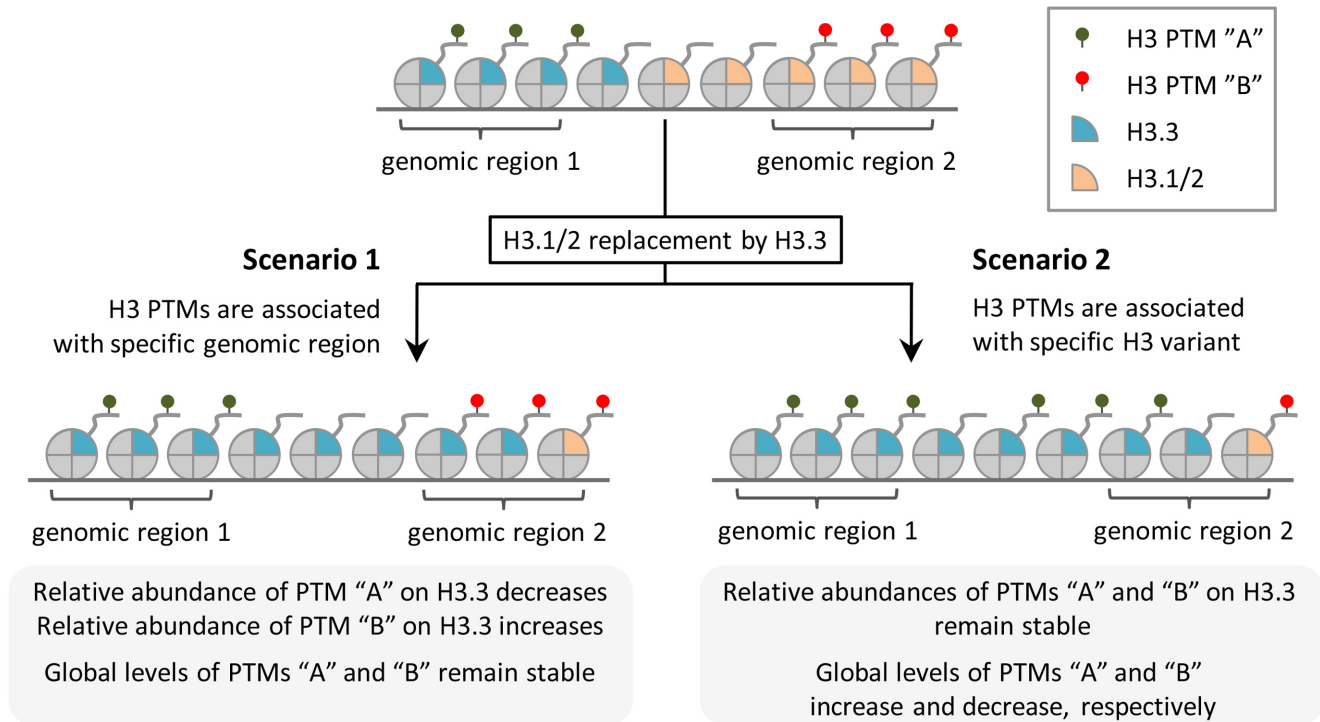 H3 PTM ”A”
H3 PTM ”B”
H3.3
H3.1/2
genomic region 1
genomic region 2
H3.1/2 replacement by H3.3
Scenario 1
H3 PTMs are associated
with specific genomic region
Scenario 2
H3 PTMs are associated
with specific H3 variant
genomic region 1
genomic region 2
genomic region 1
genomic region 2
Relative abundance of PTM “A” on H3.3 decreases
Relative abundance of PTM “B” on H3.3 increases
Global levels of PTMs “A” and “B” remain stable
Relative abundances of PTMs “A” and “B” on H3.3
remain stable
Global levels of PTMs “A” and “B”
increase and decrease, respectively